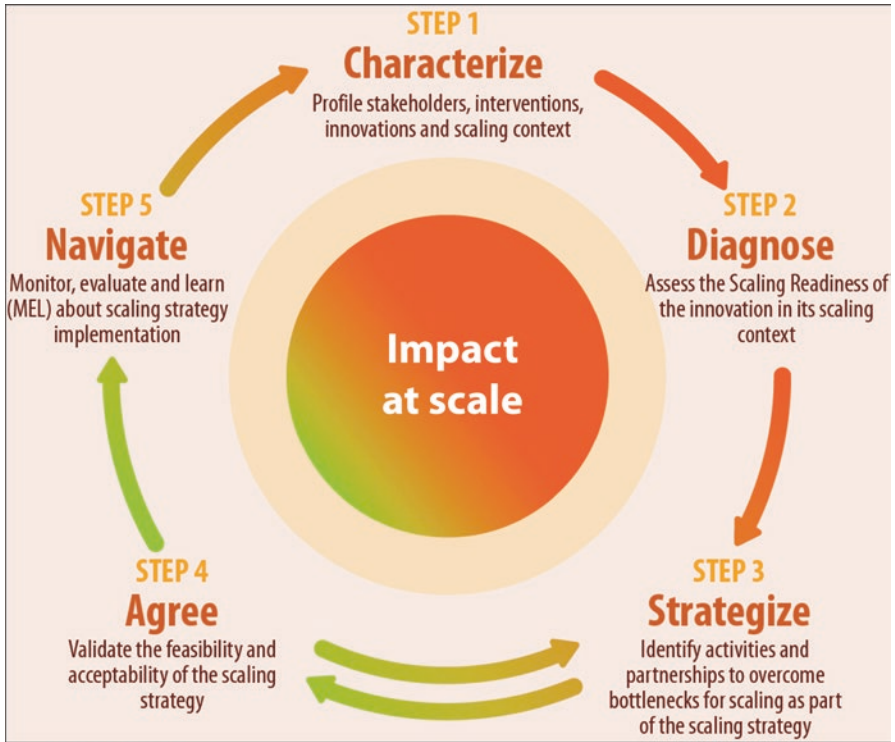 STEP 1
Characterize
Profile stakeholders, interventions,
innovations and scaling context
STEP 2
Diagnose
Assess the Scaling Readiness of
the innovation in its scaling
context
STEP 3
Strategize
Identify activities and
partnerships to overcome
bottlenecks for scaling as part
of the scaling strategy
STEP 4
Agree
Validate the feasibility and
acceptability of the scaling
strategy
STEP 5
Navigate
Monitor, evaluate and learn
(MEL) about scaling strategy
implementation
Impact
at scale